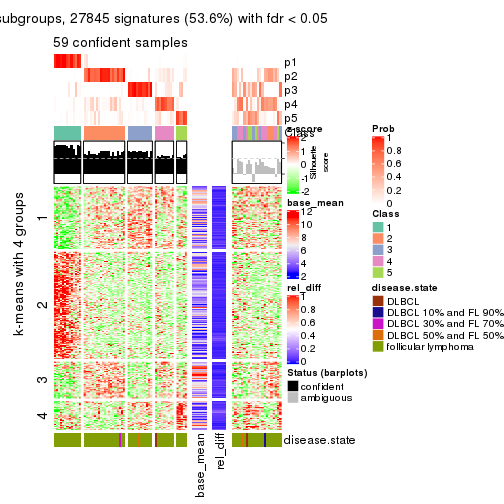 subgroups, 27845 signatures (53.6%) with fdr < 0.05
59 confident samples
p1
p2
p3
p4
p5
Class
Silhouette
score
k-means with 4 groups
1
2
3
4
base_mean
rel_diff
disease.state
z-score
2
1
0
-1
-2
base_mean
12
10
8
6
4
2
rel_diff
1
0.8
0.6
0.4
0.2
0
Status (barplots)
confident
ambiguous
Prob
1
0.8
0.6
0.4
0.2
0
Class
1
2
3
4
5
disease.state
DLBCL
DLBCL 10% and FL 90%
DLBCL 30% and FL 70%
DLBCL 50% and FL 50%
follicular lymphoma